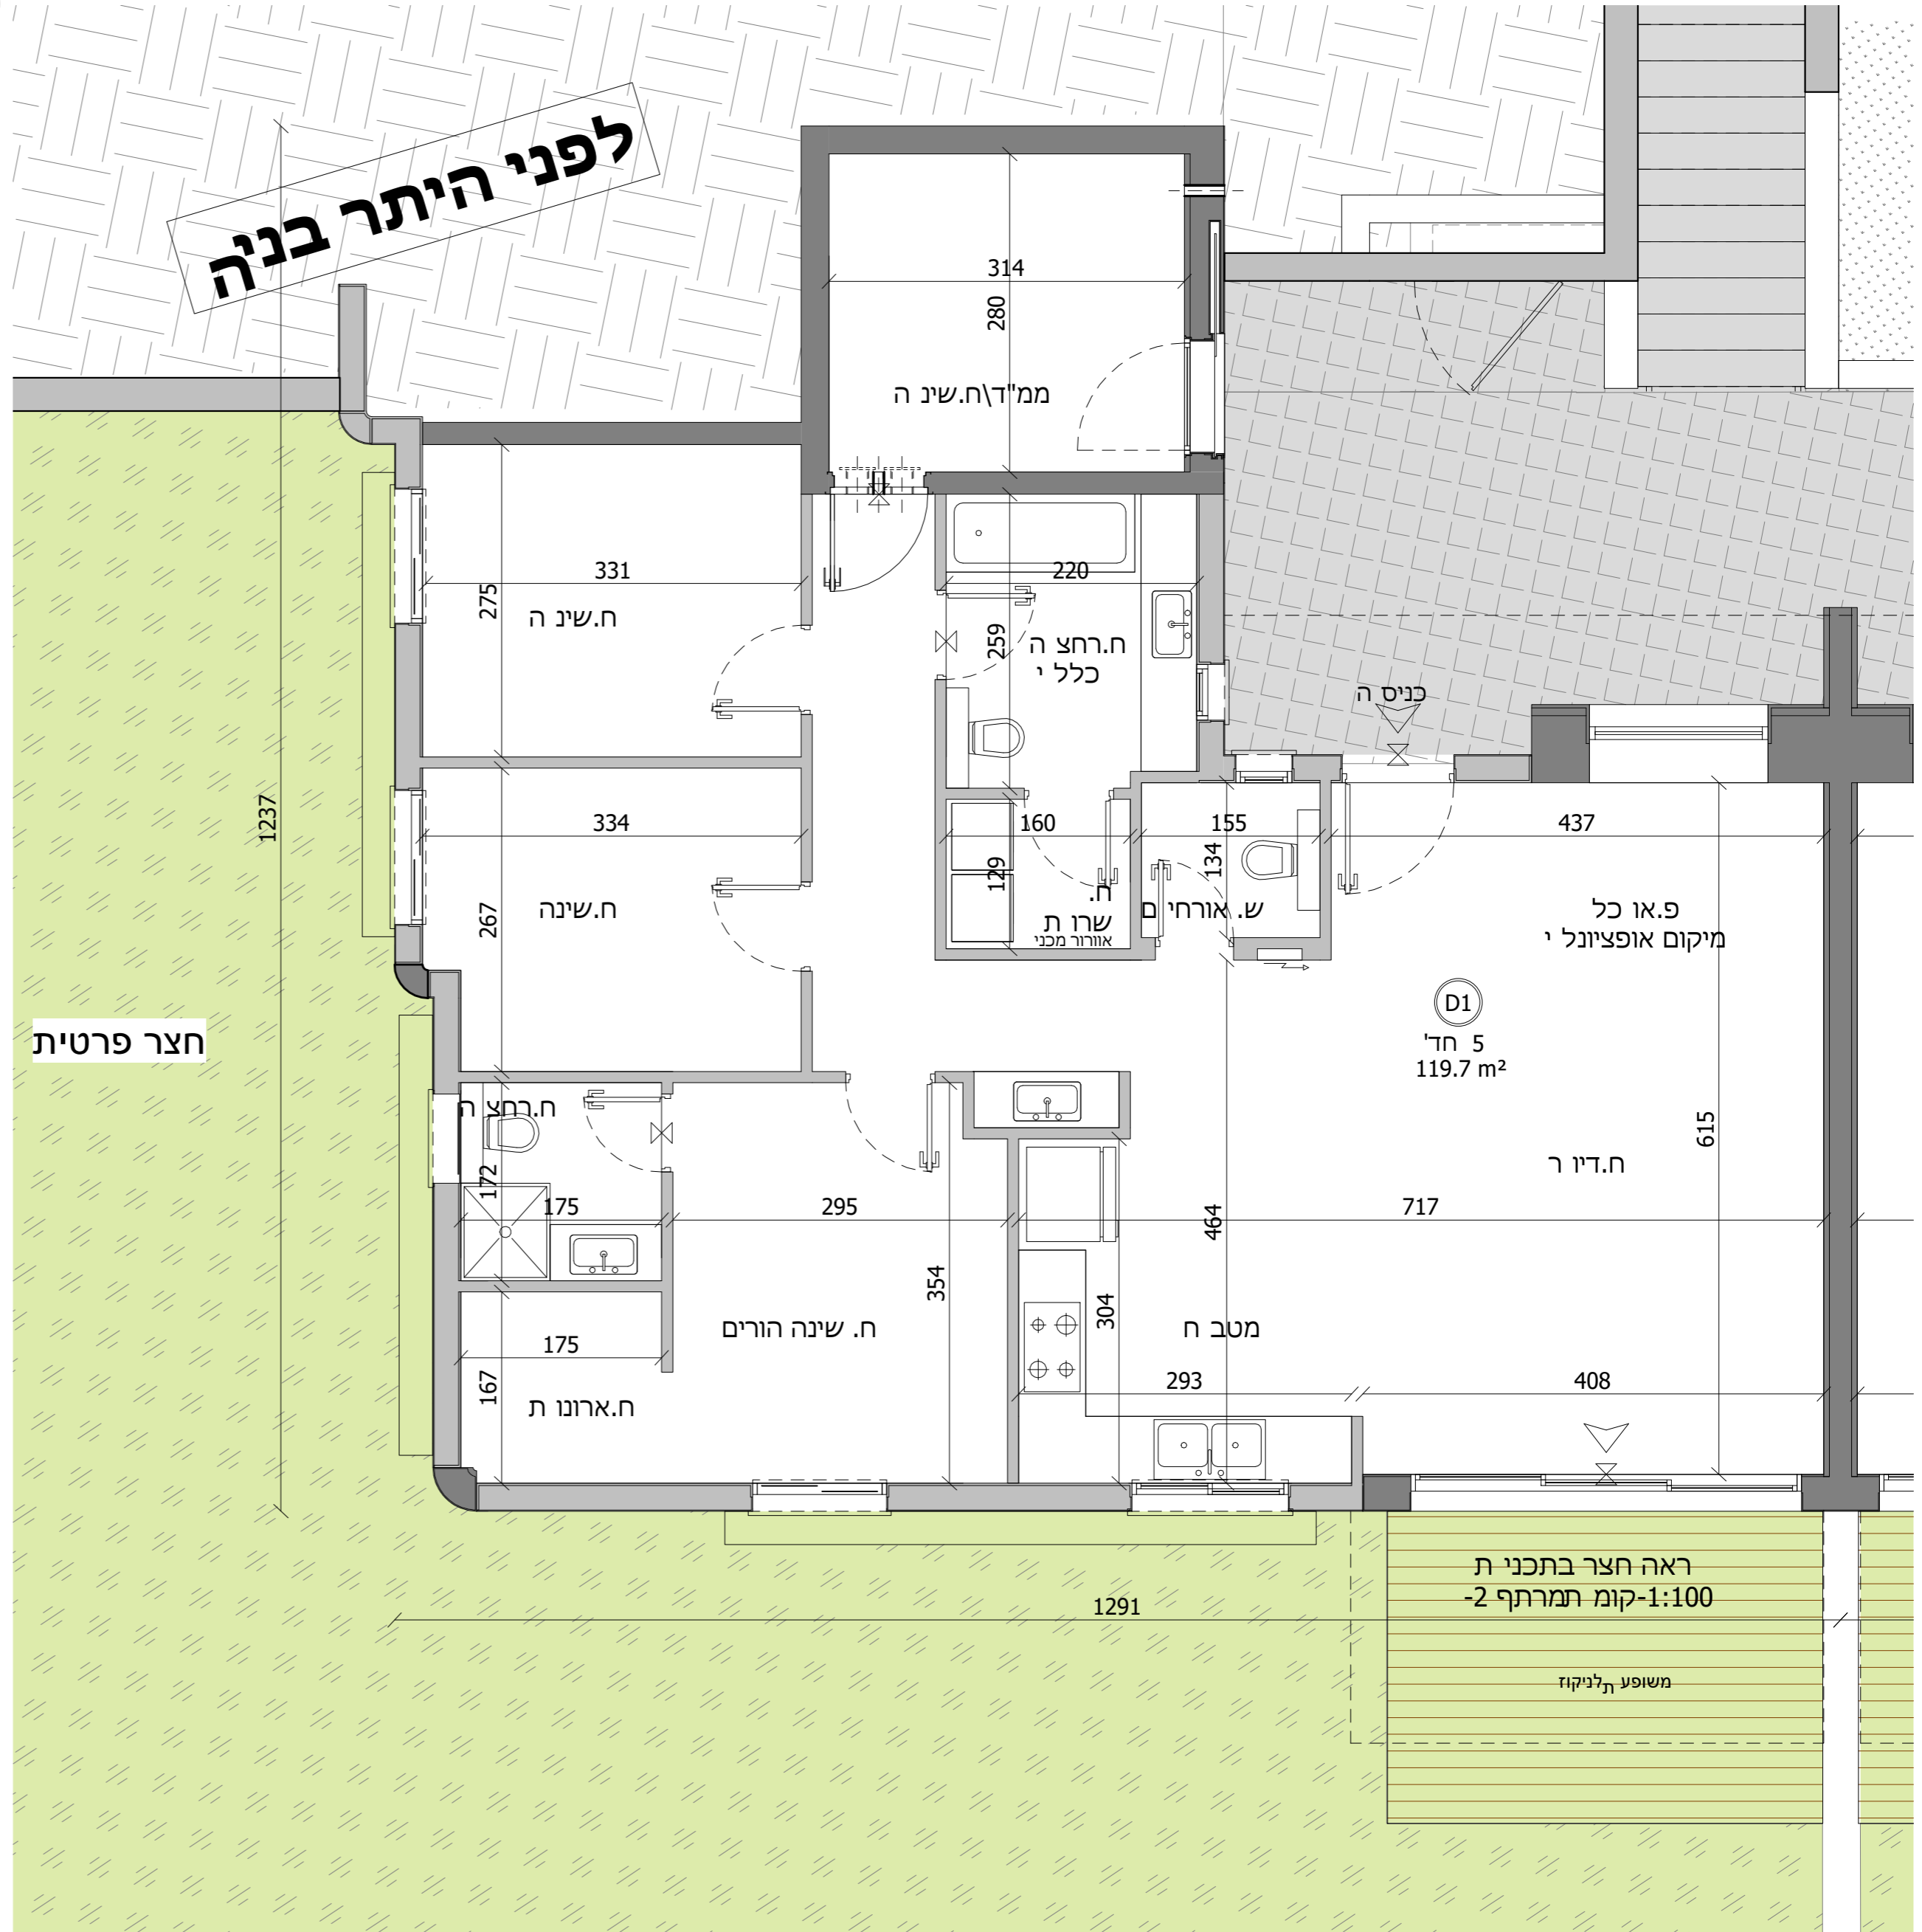 לפני היתר בניה
314
280
ממ"ד\ח.שינה
331
275
ח.שינה
220
259
ח.רחצה
כללי
כניסה
1237
334
267
ח.שינה
160
129
ח.
שרות
אוורור מכני
155
134
ש. אורחים
437
פ.אוכל
מיקום אופציונלי
D1
5 חד'
119.7 m²
חצר פרטית
ח.רחצה
172
175
295
354
464
717
615
ח.דיור
304
ח. שינה הורים
מטבח
175
167
ח.ארונות
293
408
ראה חצר בתכנית
1:100-קומת מרתף 2-
1291
משופעת לניקוז